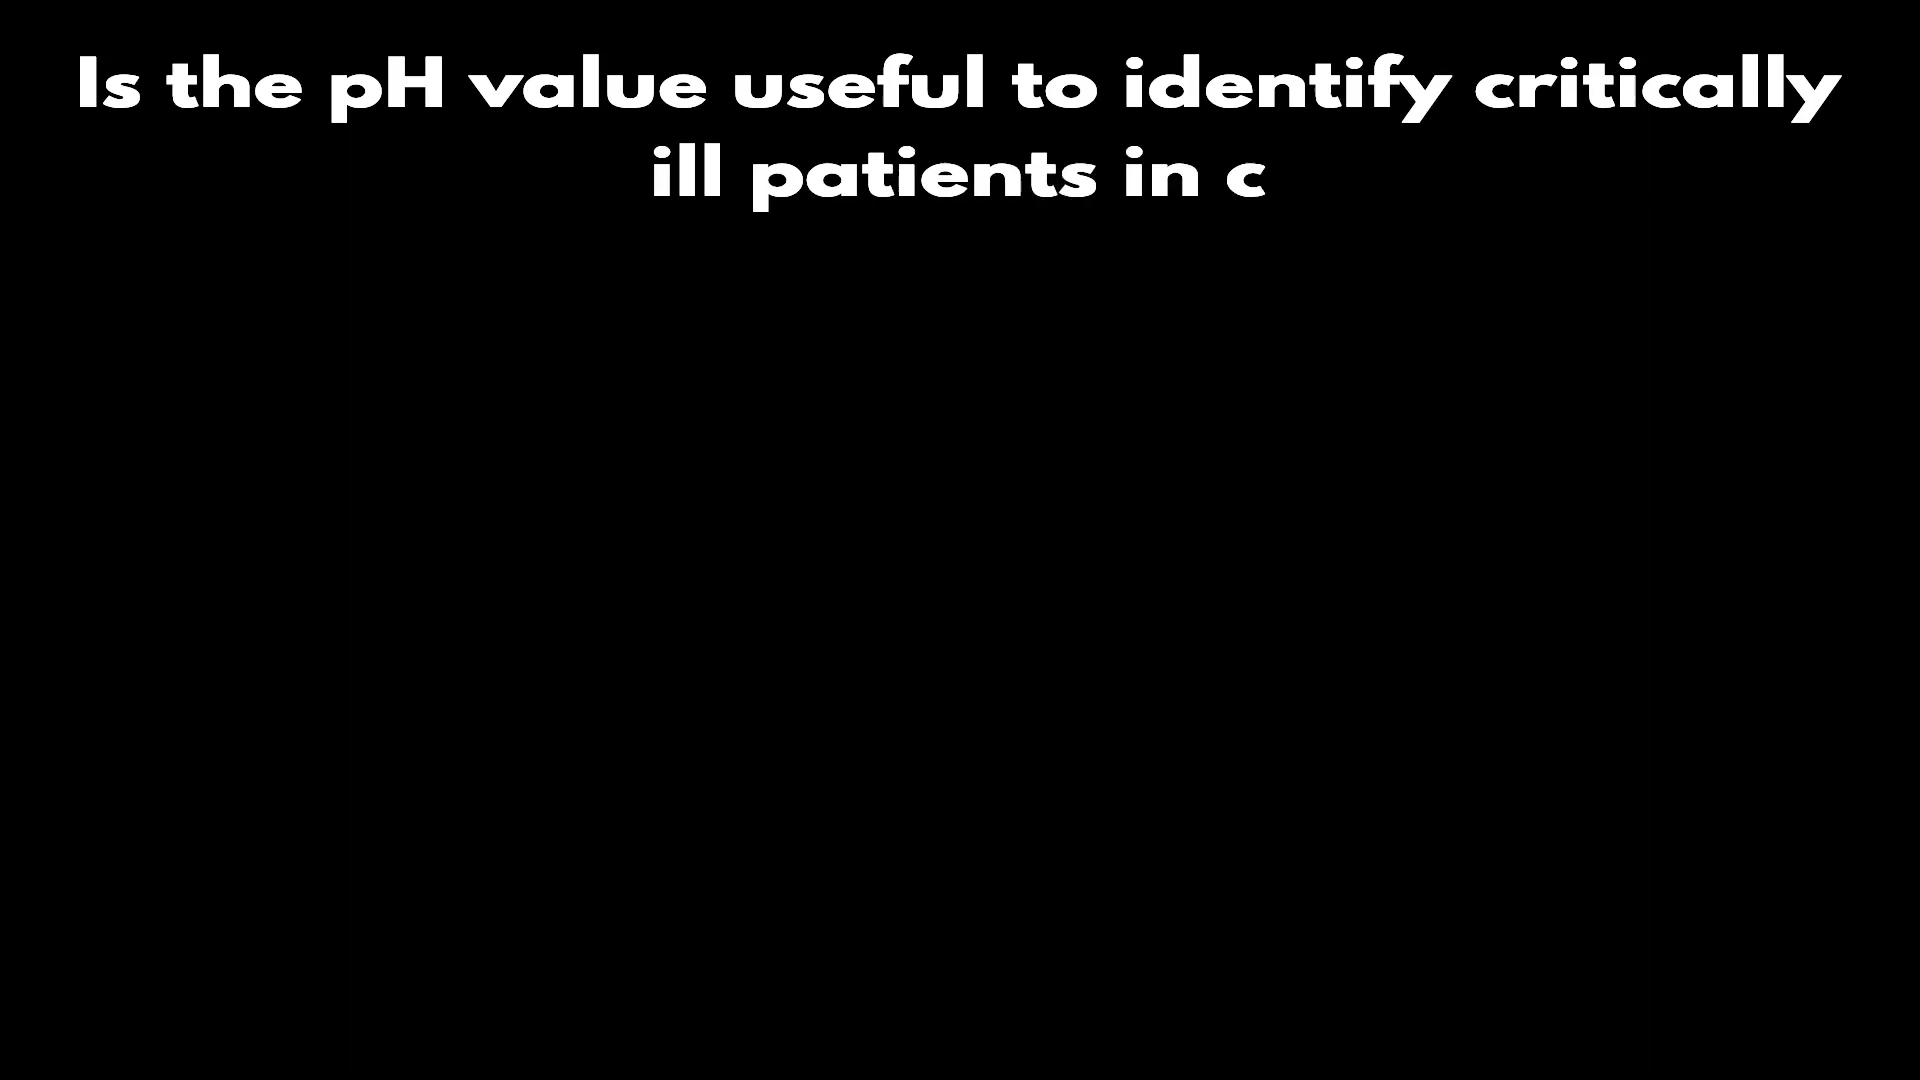 Is the pH value useful to identify critically
ill patients in c